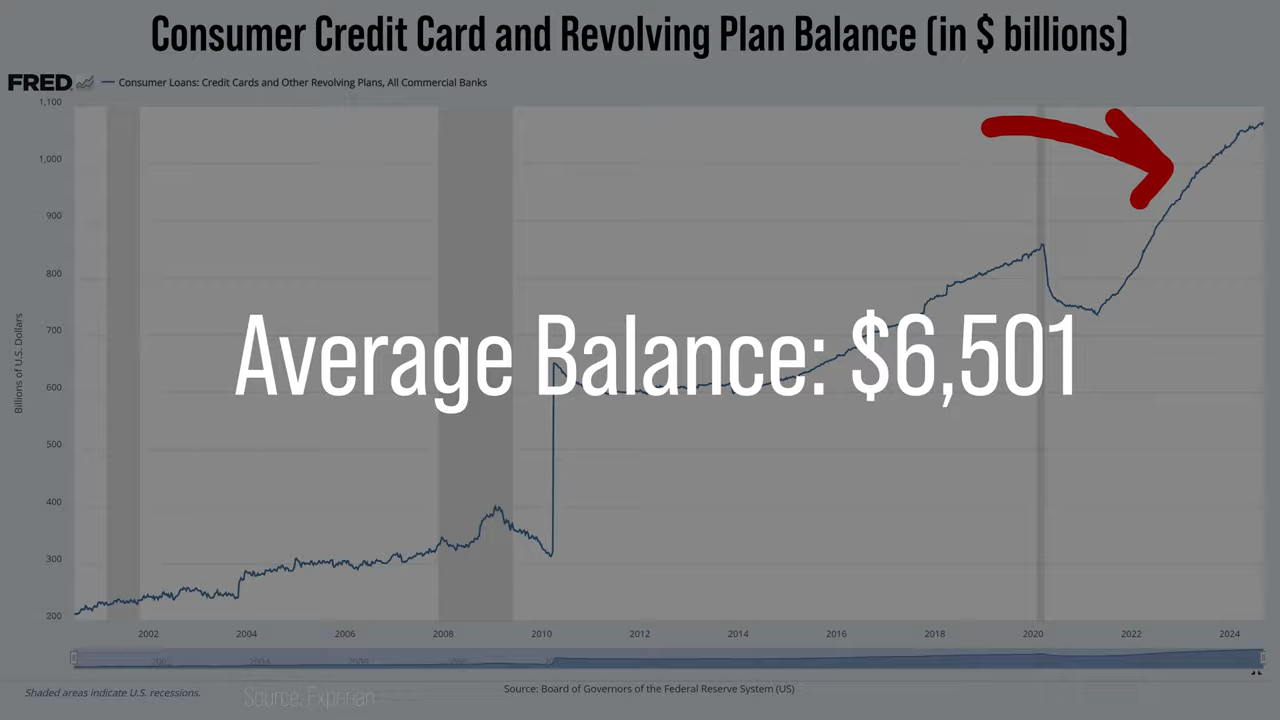 Consumer Credit Card and Revolving Plan Balance (in $ billions)
FRED
Consumer Loans: Credit Cards and Other Revolving Plans, All Commercial Banks
1,100
1,000
900
800
700
600
500
400
300
200
Billions of U.S. Dollars
Average Balance: $6,501
2002
2004
2006
2008
2010
2012
2014
2016
2018
2020
2022
2024
Shaded areas indicate U.S. recessions.
Source: Experian
Source: Board of Governors of the Federal Reserve System (US)